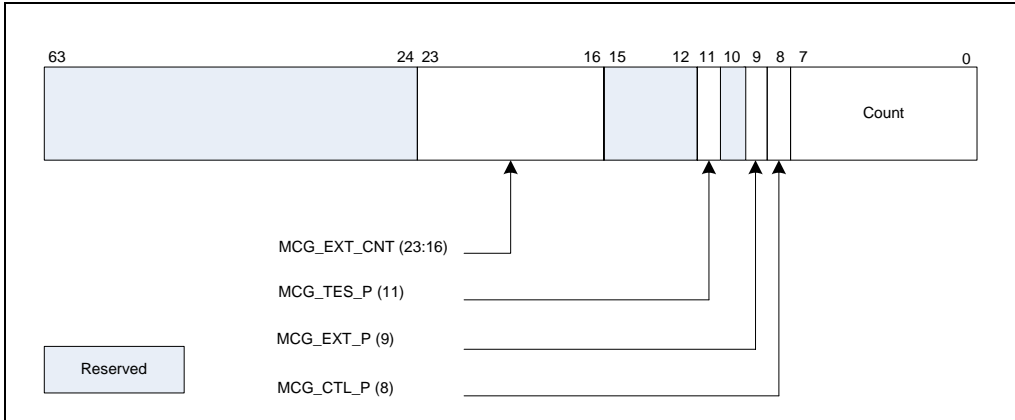 63 24 23 16 15 12 11 10 9 8 7 0
Count
MCG_EXT_CNT (23:16)
MCG_TES_P (11)
MCG_EXT_P (9)
Reserved
MCG_CTL_P (8)